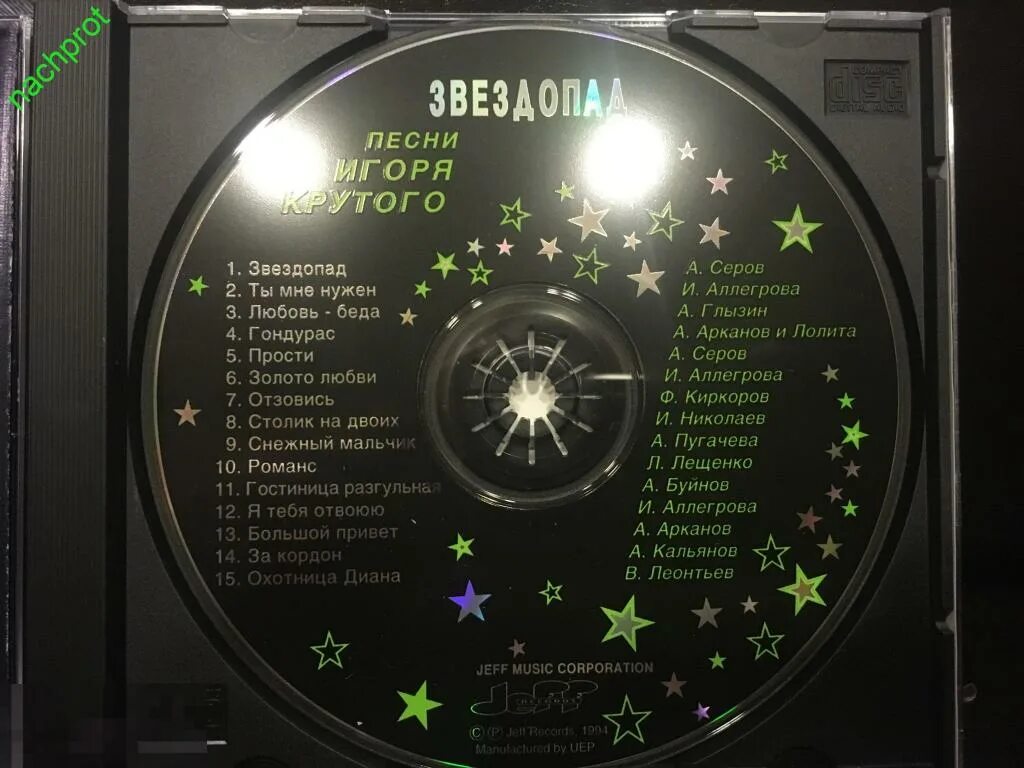 nachprot
ЗВЕЗДОПАД
COMPACT
disc
DIGITAL AUDIO
ПЕСНИ
ИГОРЯ
КРУТОГО
1. Звездопад А. Серов
2. Ты мне нужен И. Аллегрова
3. Любовь - беда А. Глызин
4. Гондурас А. Арканов и Лолита
5. Прости А. Серов
6. Золото любви И. Аллегрова
7. Отзовись Ф. Киркоров
8. Столик на двоих И. Николаев
9. Снежный мальчик А. Пугачева
10. Романс Л. Лещенко
11. Гостиница разгульная А. Буйнов
12. Я тебя отвоюю И. Аллегрова
13. Большой привет А. Арканов
14. За кордон А. Кальянов
15. Охотница Диана В. Леонтьев
JEFF MUSIC CORPORATION
Jeff
RECORDS
© (P) Jeff Records, 1994
Manufactured by UEP